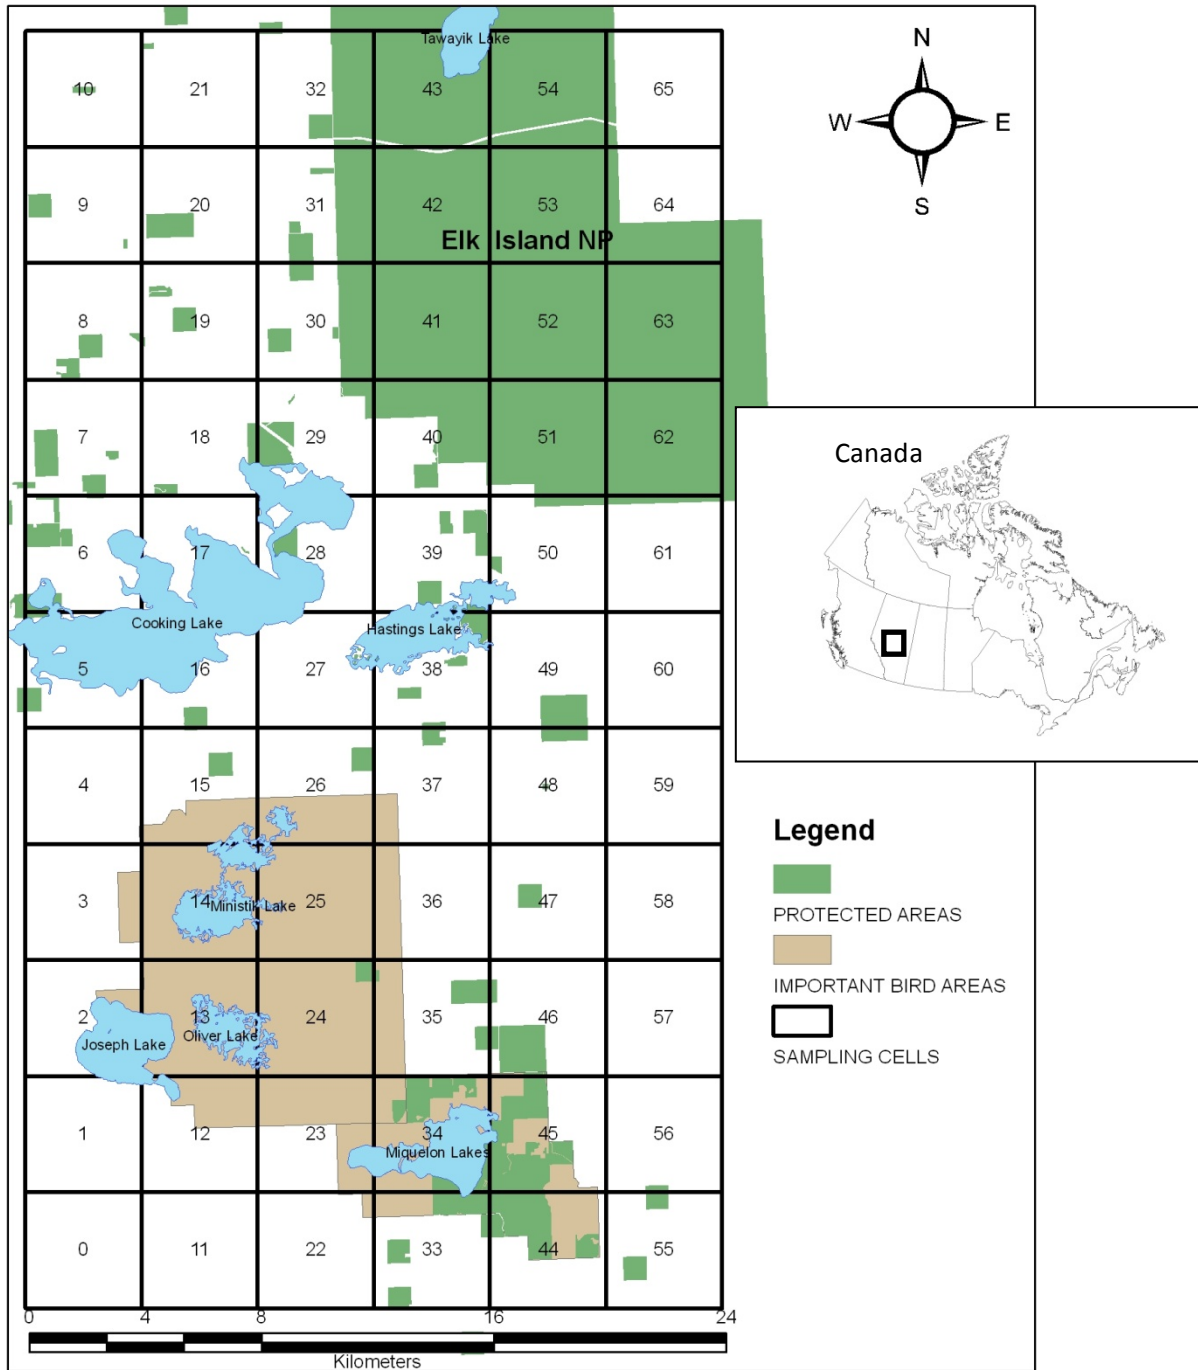 Tawayik Lake
N
W E
S
10 21 32 43 54 65
9 20 31 42 53 64
Elk Island NP
8 19 30 41 52 63
7 18 29 40 51 62
Canada
6 17 28 39 50 61
Cooking Lake Hastings Lake
5 16 27 38 49 60
4 15 26 37 48 59
Legend
PROTECTED AREAS
IMPORTANT BIRD AREAS
SAMPLING CELLS
3 14 25 36 47 58
Ministik Lake
2 13 24 35 46 57
Joseph Lake Oliver Lake
1 12 23 34 45 56
Miquelon Lakes
0 11 22 33 44 55
0 4 8 16 24
Kilometers